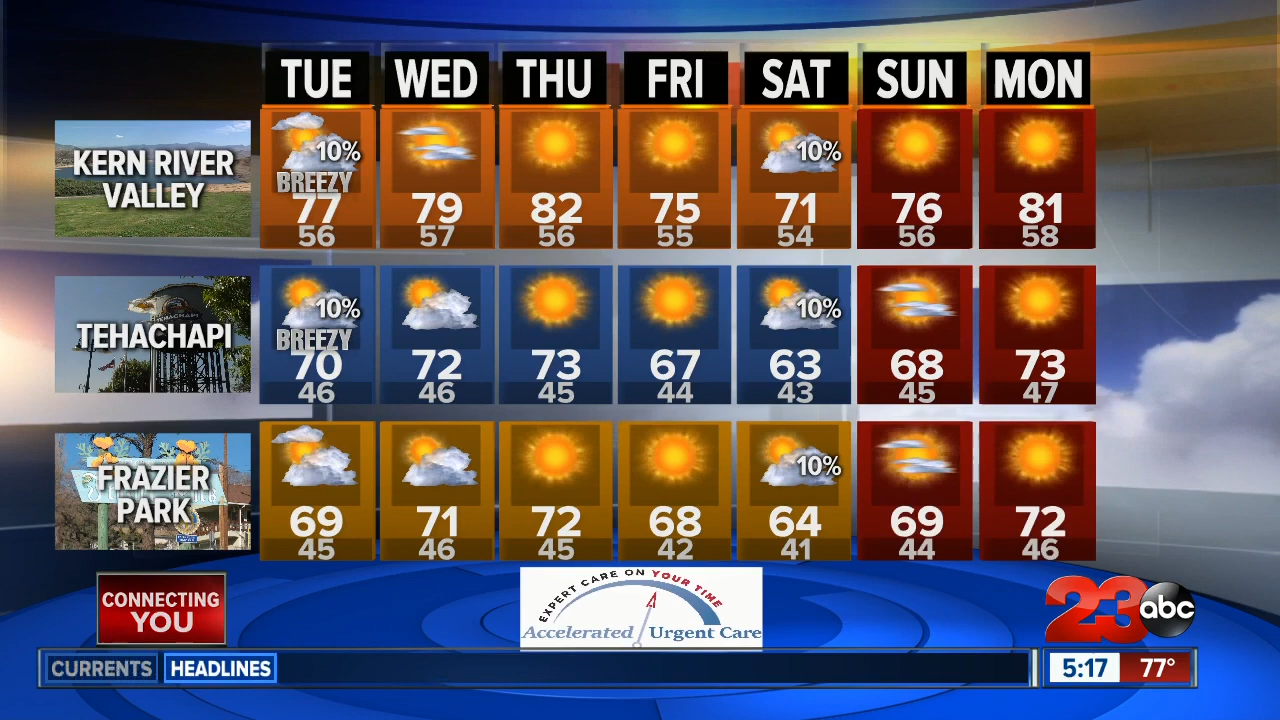 TUE WED THU FRI SAT SUN MON
KERN RIVER
VALLEY
10% 10%
BREEZY
77 79 82 75 71 76 81
56 57 56 55 54 56 58
TEHACHAPI
10% 10%
BREEZY
70 72 73 67 63 68 73
46 46 45 44 43 45 47
FRAZIER
PARK
10%
69 71 72 68 64 69 72
45 46 45 42 41 44 46
CONNECTING
YOU
EXPERT CARE ON YOUR TIME
Accelerated Urgent Care
23 abc
CURRENTS HEADLINES
5:17 77°